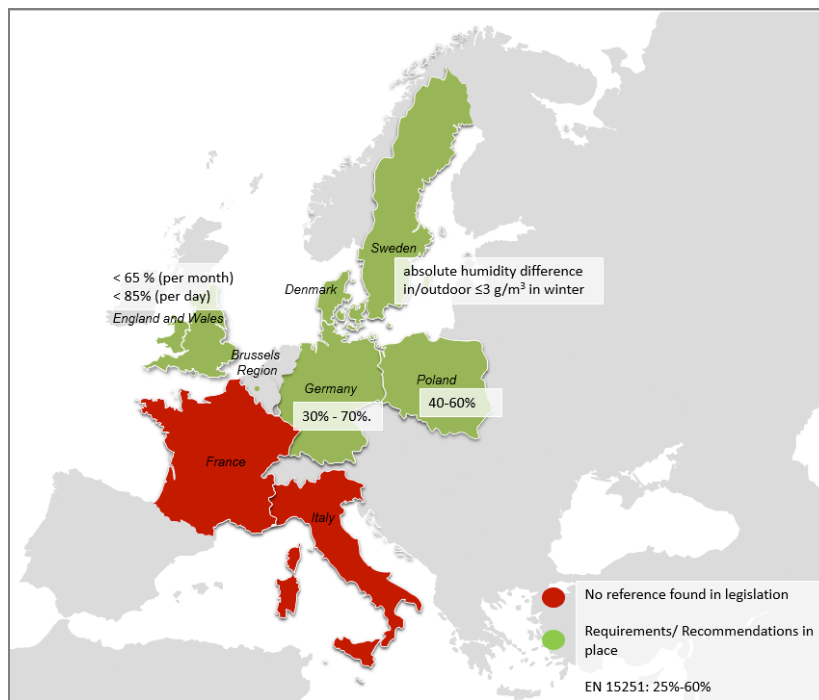 Sweden
absolute humidity difference
in/outdoor ≤3 g/m³ in winter
< 65 % (per month)
< 85% (per day)
England and Wales
Denmark
Brussels
Region
Germany
30% - 70%.
Poland
40-60%
France
Italy
No reference found in legislation
Requirements/ Recommendations in
place
EN 15251: 25%-60%